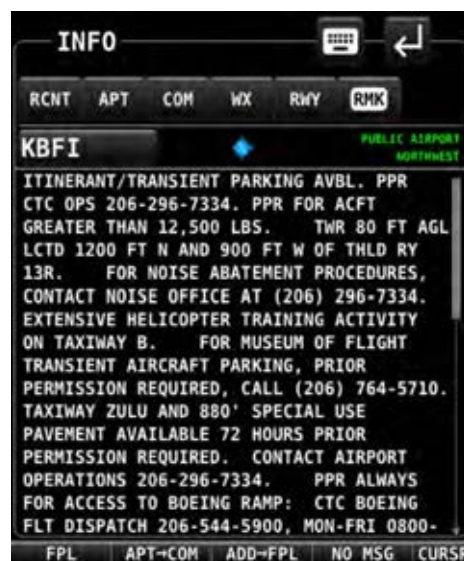 INFO
RCNT APT COM WX RWY RMK
KBFI
PUBLIC AIRPORT
NORTHWEST
ITINERANT/TRANSIENT PARKING AVBL. PPR
CTC OPS 206-296-7334. PPR FOR ACFT
GREATER THAN 12,500 LBS. TWR 80 FT AGL
LCTD 1200 FT N AND 900 FT W OF THLD RY
13R. FOR NOISE ABATEMENT PROCEDURES,
CONTACT NOISE OFFICE AT (206) 296-7334.
EXTENSIVE HELICOPTER TRAINING ACTIVITY
ON TAXIWAY B. FOR MUSEUM OF FLIGHT
TRANSIENT AIRCRAFT PARKING, PRIOR
PERMISSION REQUIRED, CALL (206) 764-5710.
TAXIWAY ZULU AND 880' SPECIAL USE
PAVEMENT AVAILABLE 72 HOURS PRIOR
PERMISSION REQUIRED. CONTACT AIRPORT
OPERATIONS 206-296-7334. PPR ALWAYS
FOR ACCESS TO BOEING RAMP: CTC BOEING
FLT DISPATCH 206-544-5900, MON-FRI 0800-
FPL APT→COM ADD→FPL NO MSG CURSR